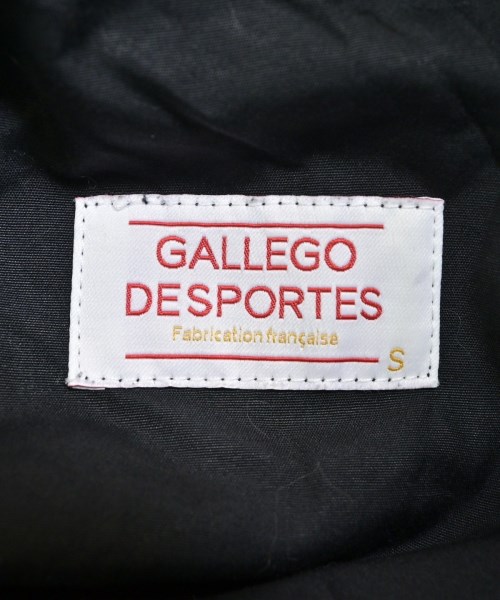 GALLEGO
DESPORTES
Fabrication française
S